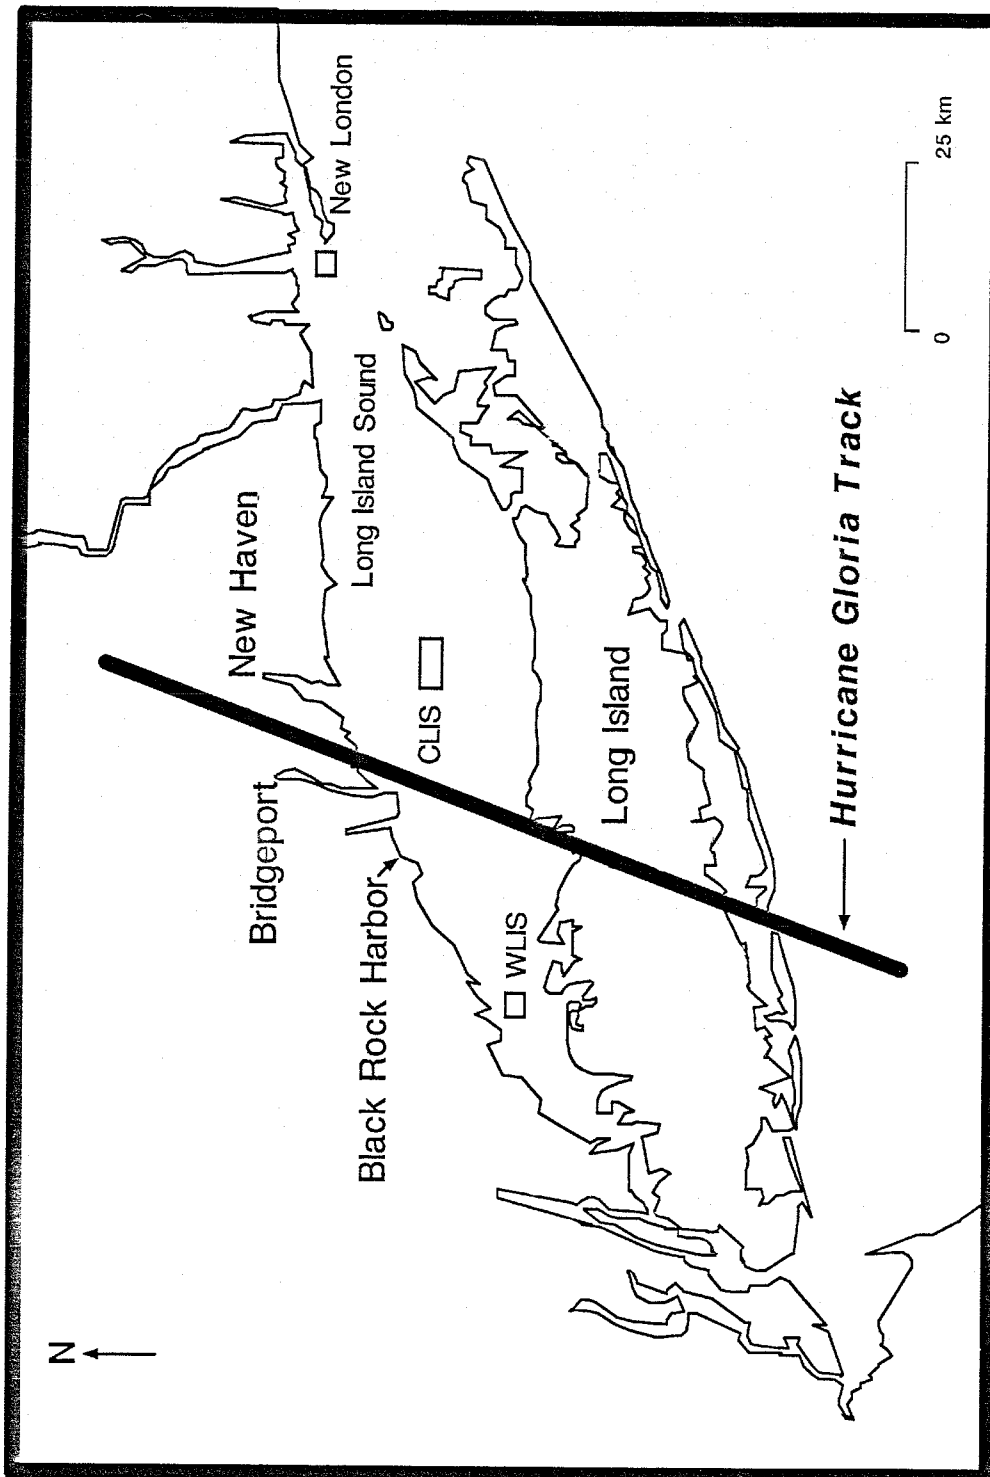 N
New Haven
Bridgeport
New London
Long Island Sound
Black Rock Harbor
CLIS
WLIS
Long Island
Hurricane Gloria Track
0
25 km